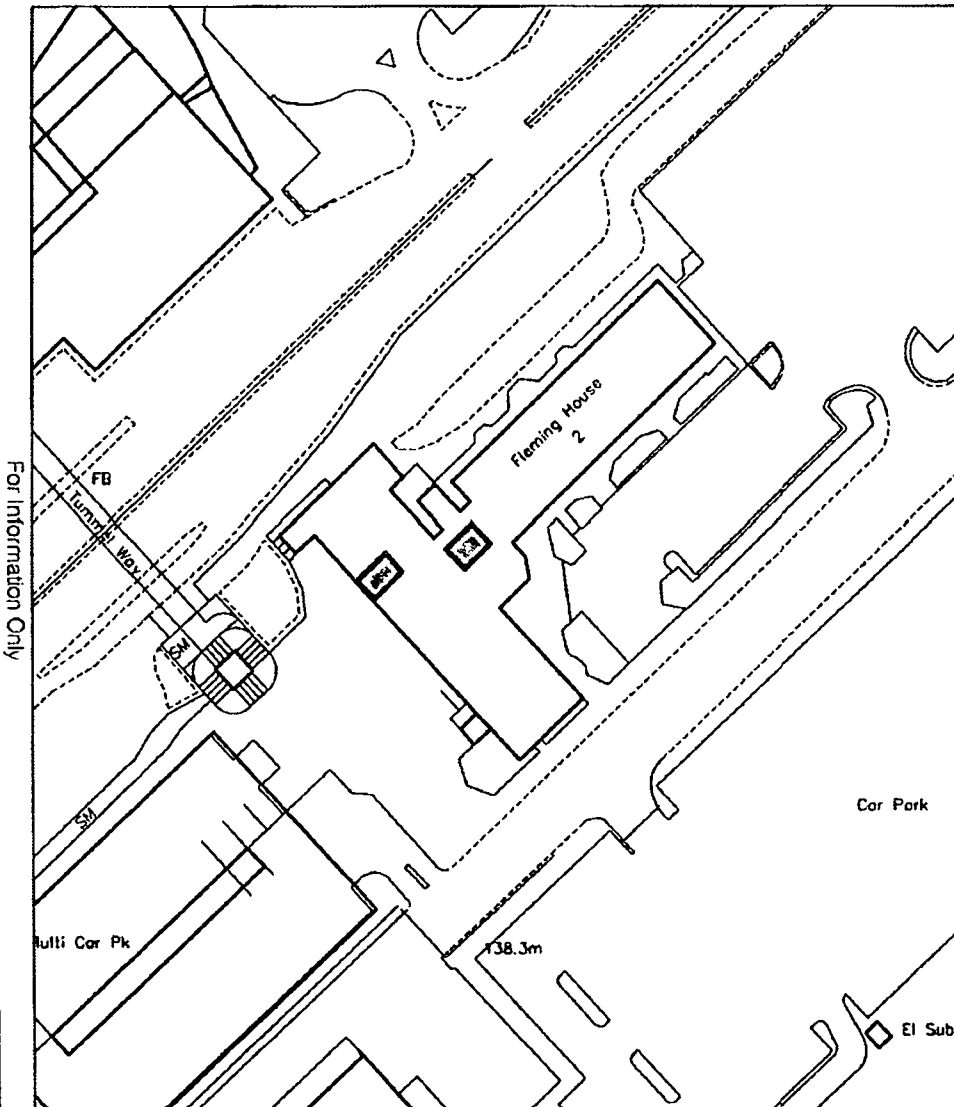 For Information Only
Fleming House
2
FB
Tummel Way
SM
SM
Car Park
Multi Car Pk
138.3m
El Sub